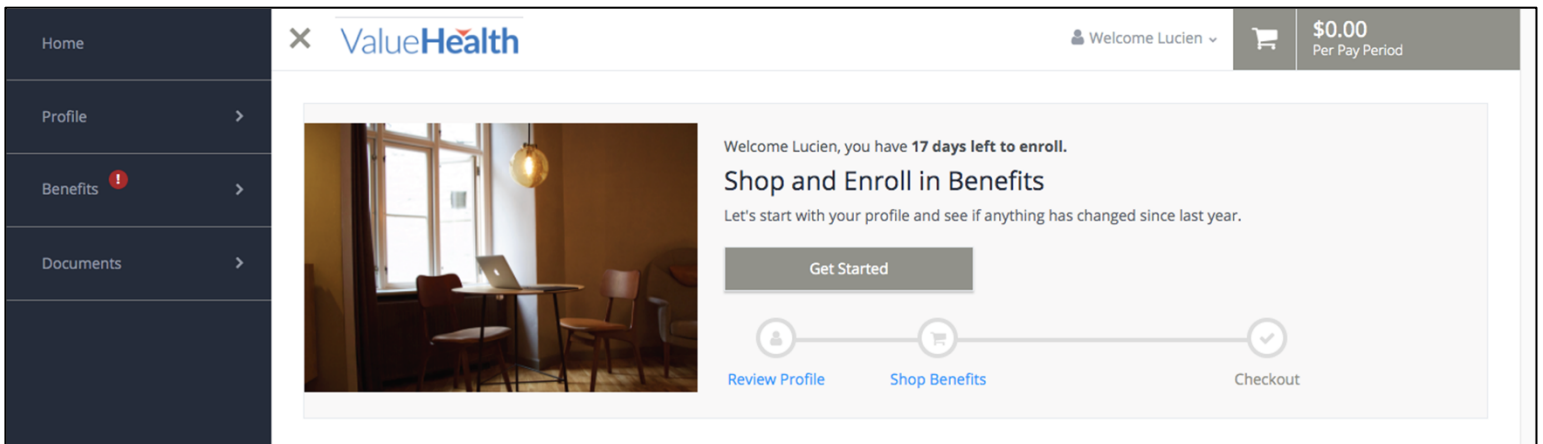 Home
Profile
Benefits !
Documents
ValueHealth
Welcome Lucien
$0.00
Per Pay Period
Welcome Lucien, you have 17 days left to enroll.
Shop and Enroll in Benefits
Let's start with your profile and see if anything has changed since last year.
Get Started
Review Profile
Shop Benefits
Checkout